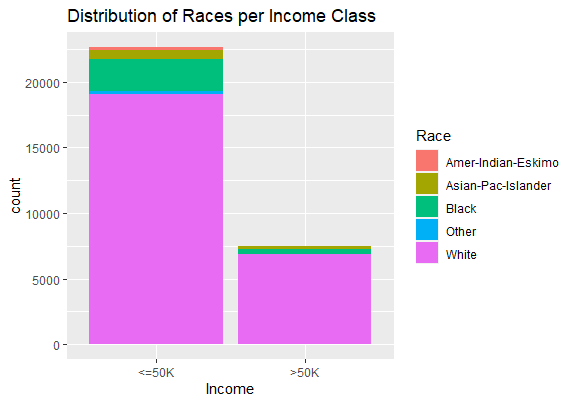 Distribution of Races per Income Class
20000
15000
10000
5000
0
count
<=50K
>50K
Income
Race
Amer-Indian-Eskimo
Asian-Pac-Islander
Black
Other
White